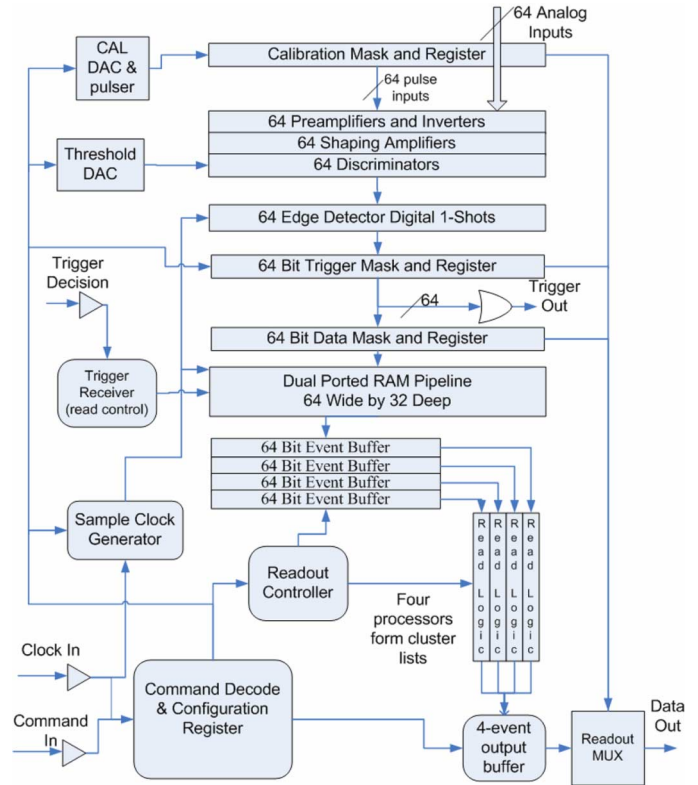 64 Analog
Inputs
CAL
DAC &
pulser
Calibration Mask and Register
64 pulse
inputs
64 Preamplifiers and Inverters
64 Shaping Amplifiers
64 Discriminators
Threshold
DAC
64 Edge Detector Digital 1-Shots
64 Bit Trigger Mask and Register
Trigger
Decision
64
Trigger
Out
64 Bit Data Mask and Register
Trigger
Receiver
(read control)
Dual Ported RAM Pipeline
64 Wide by 32 Deep
64 Bit Event Buffer
64 Bit Event Buffer
64 Bit Event Buffer
64 Bit Event Buffer
Sample Clock
Generator
Read Logic
Read Logic
Read Logic
Read Logic
Readout
Controller
Four
processors
form cluster
lists
Clock In
Command Decode
& Configuration
Register
Command
In
4-event
output
buffer
Readout
MUX
Data
Out